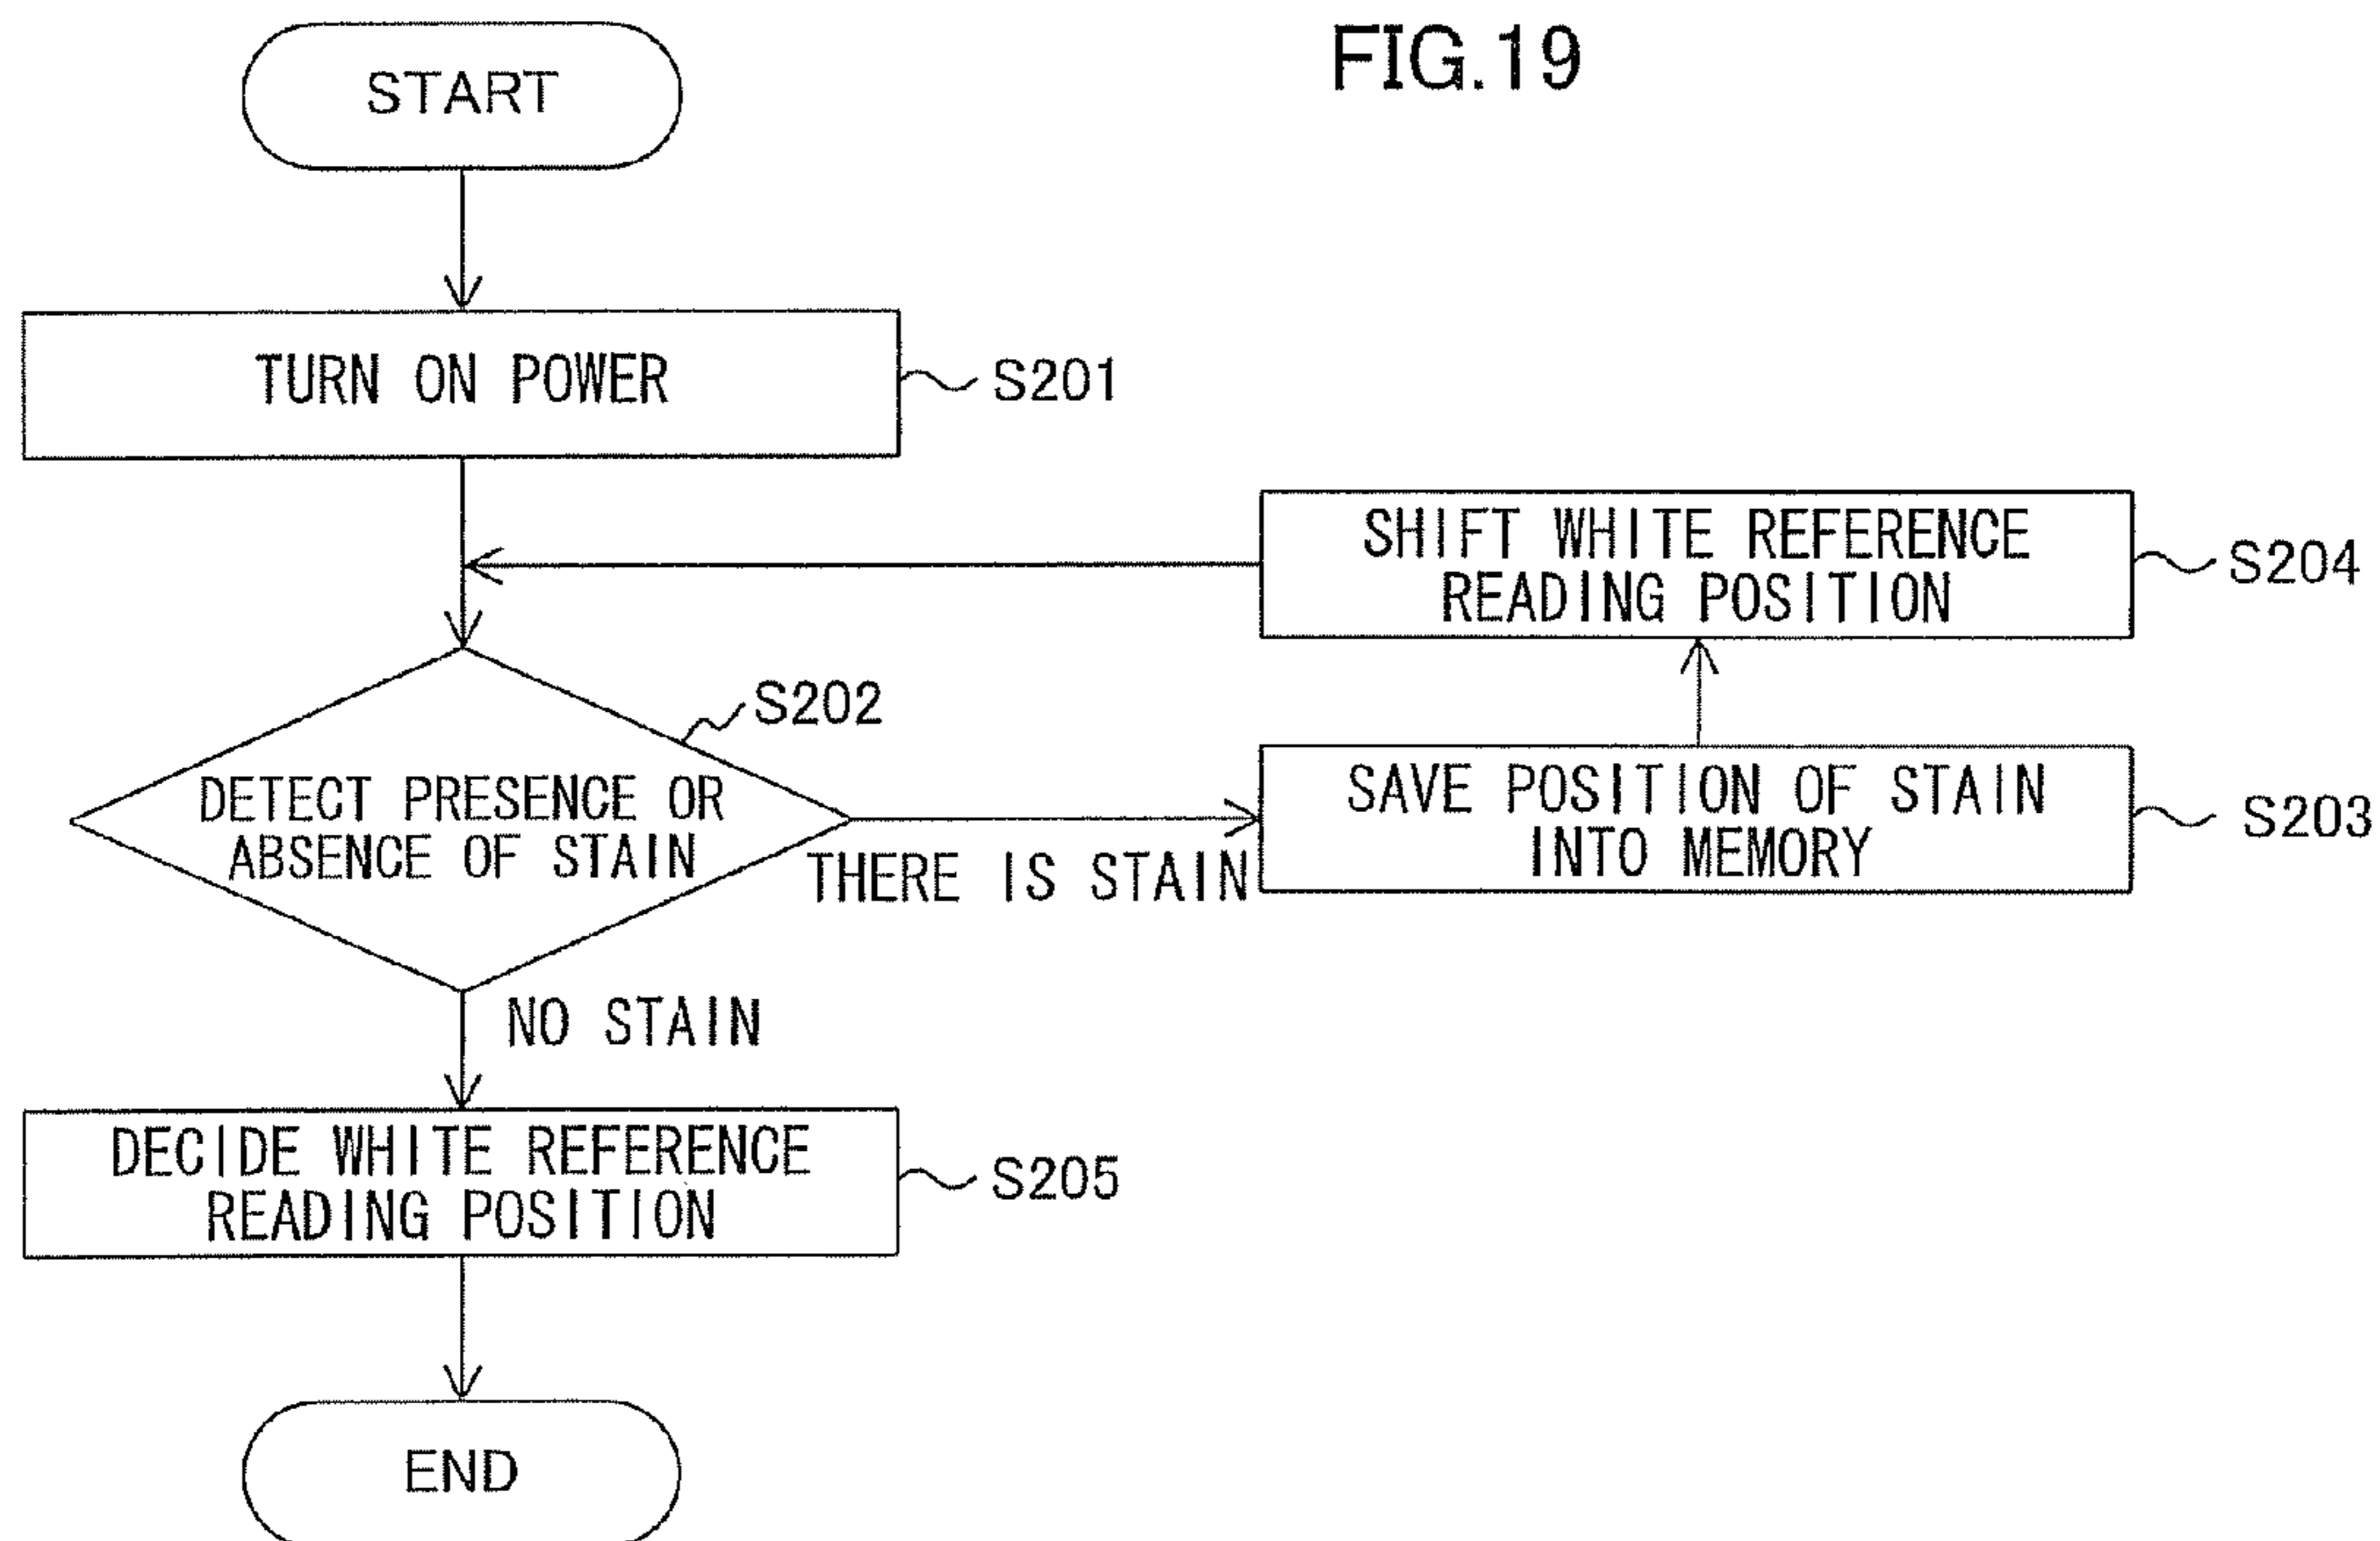 FIG.19
START
TURN ON POWER
S201
SHIFT WHITE REFERENCE
READING POSITION
S204
S202
DETECT PRESENCE OR
ABSENCE OF STAIN
THERE IS STAIN
SAVE POSITION OF STAIN
INTO MEMORY
S203
NO STAIN
DECIDE WHITE REFERENCE
READING POSITION
S205
END